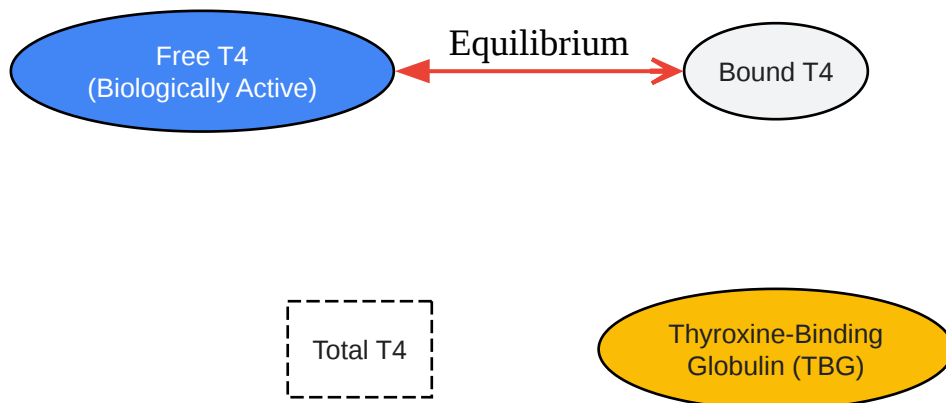 Free T4
(Biologically Active)
Equilibrium
Bound T4
Total T4
Thyroxine-Binding
Globulin (TBG)